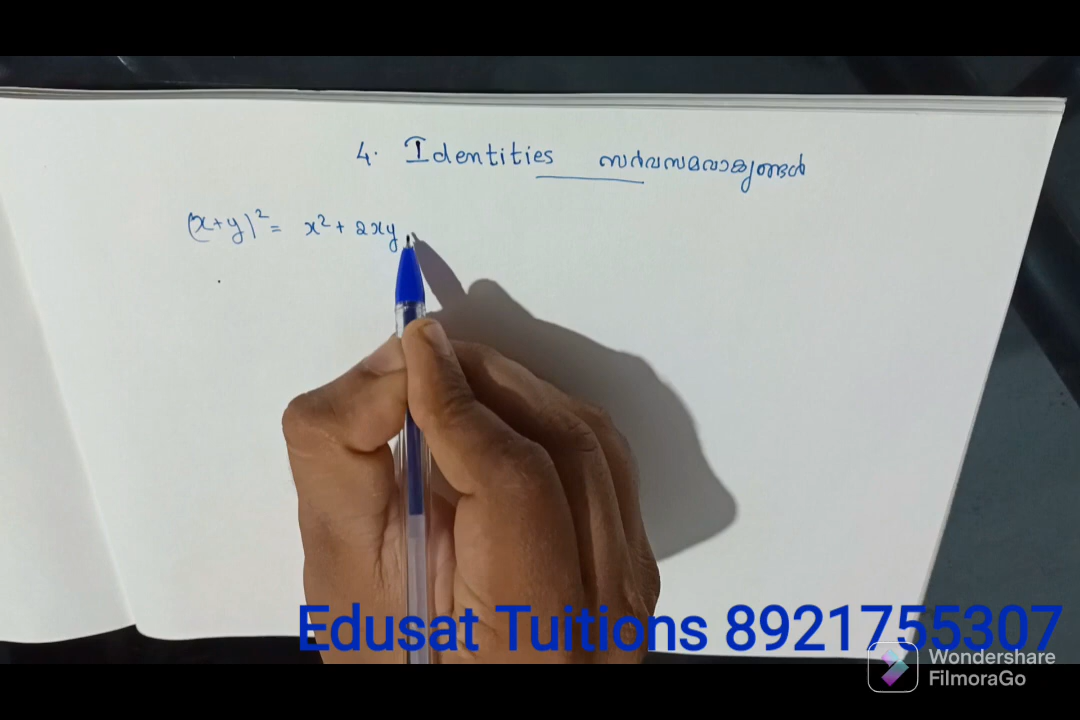 4. Identities സർവസമവാക്യങ്ങൾ
(x+y)² = x² + 2xy
Edusat Tuitions 8921755307
Wondershare
FilmoraGo